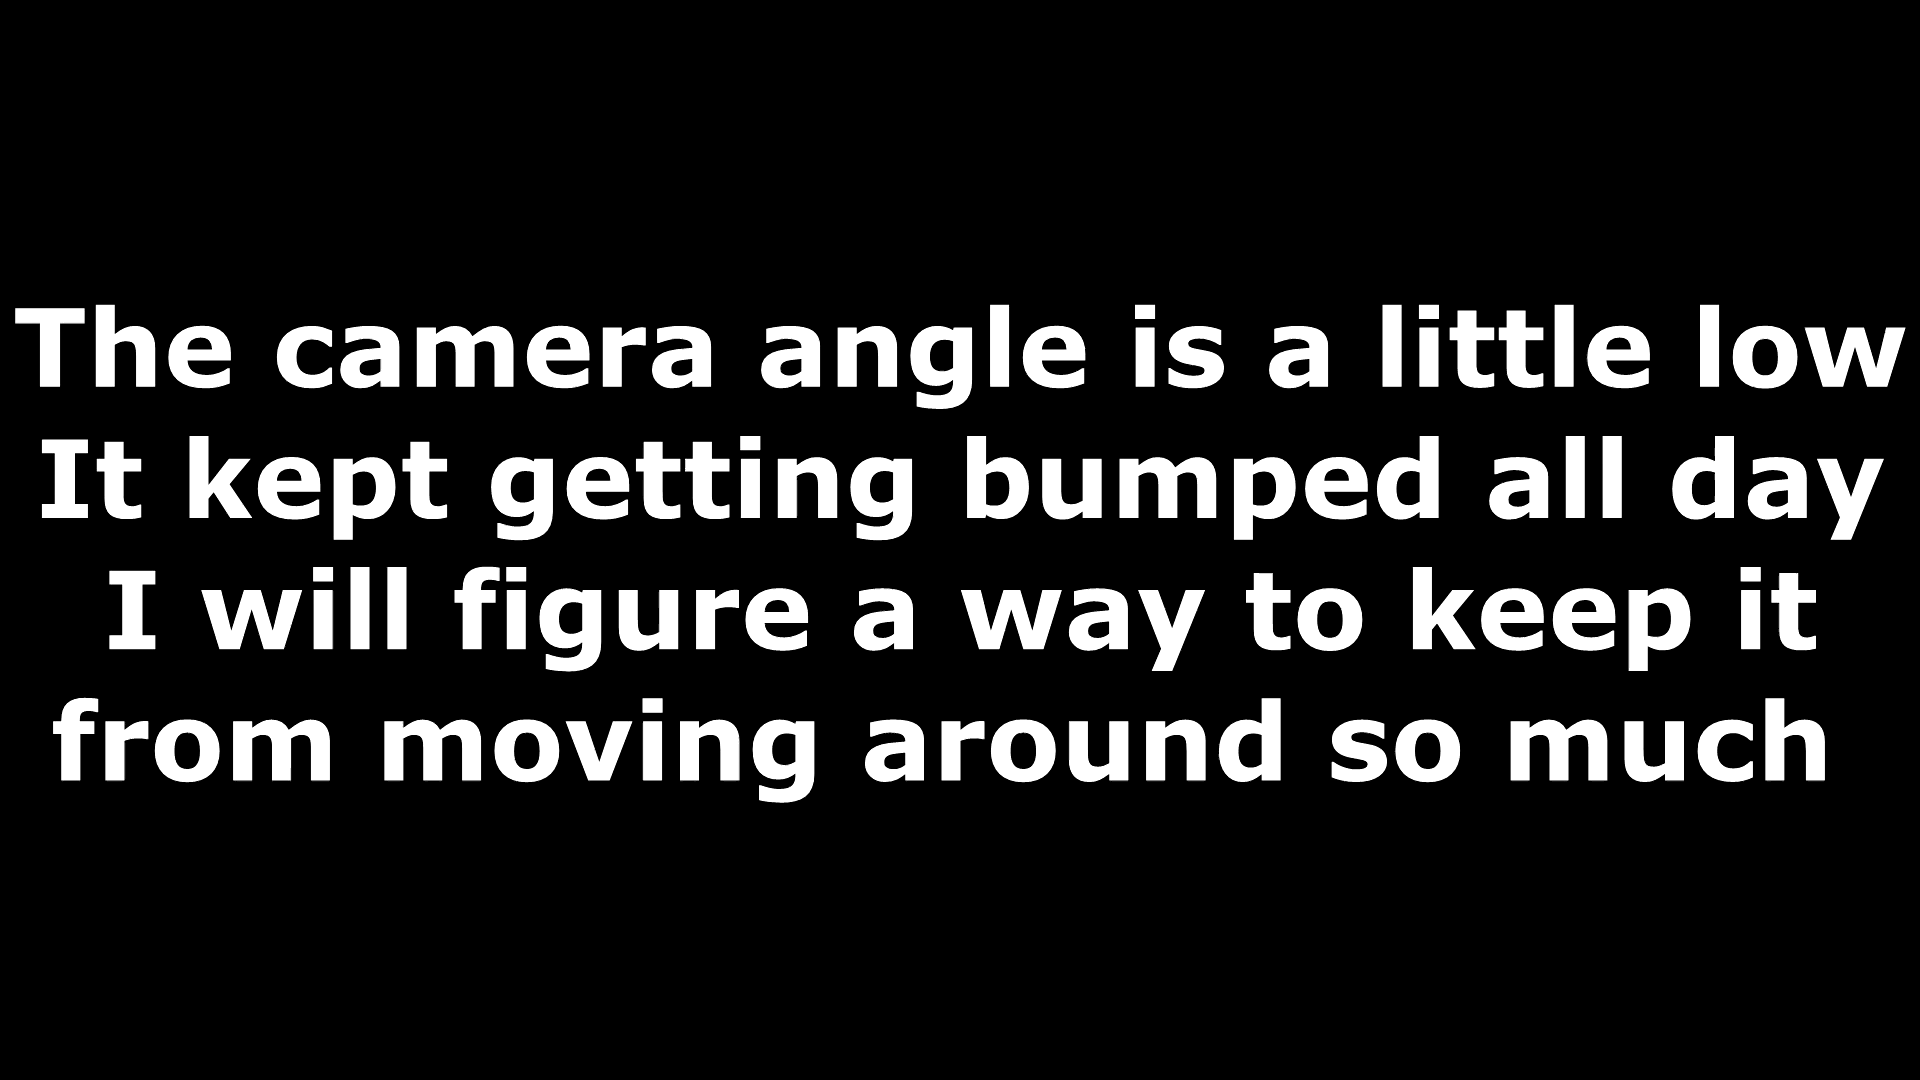 The camera angle is a little low
It kept getting bumped all day
I will figure a way to keep it
from moving around so much